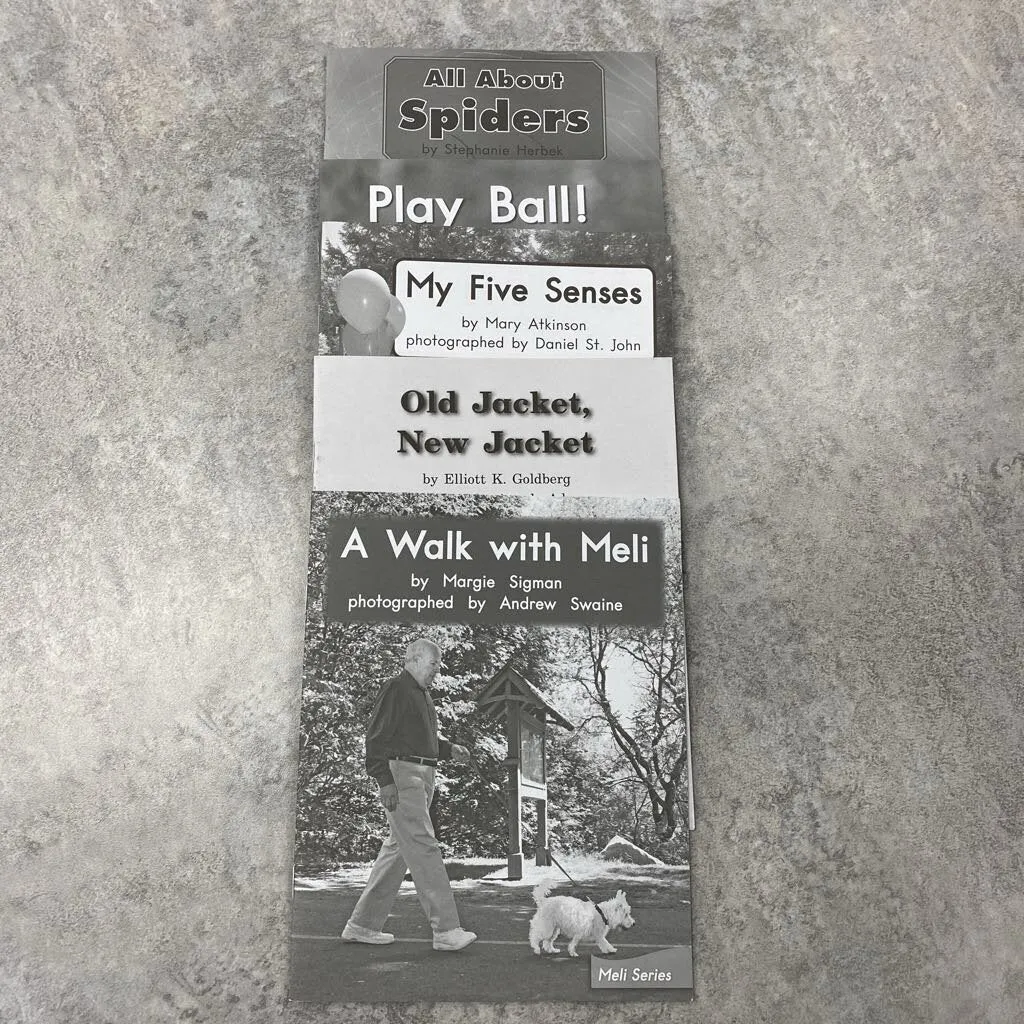 All About
Spiders
by Stephanie Herbek
Play Ball!
My Five Senses
by Mary Atkinson
photographed by Daniel St. John
Old Jacket,
New Jacket
by Elliott K. Goldberg
A Walk with Meli
by Margie Sigman
photographed by Andrew Swaine
Meli Series